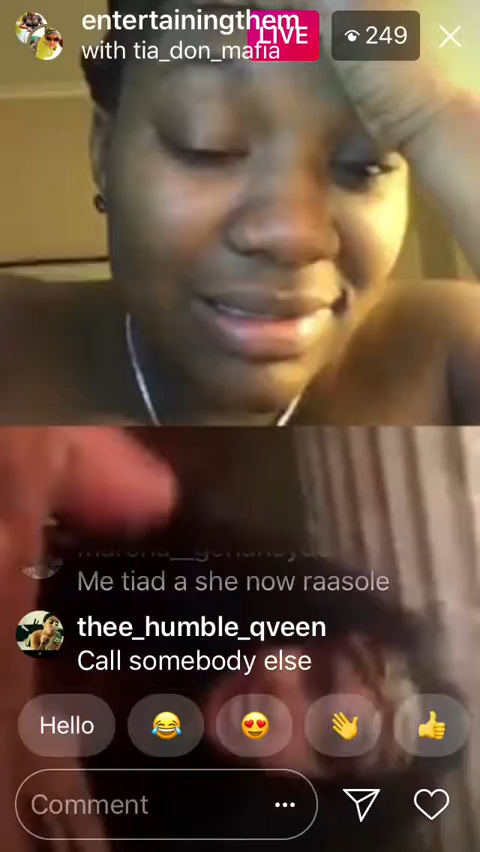 entertainingthem
LIVE
249
with tia_don_mafia
Me tiad a she now raasole
thee_humble_qveen
Call somebody else
Hello
Comment